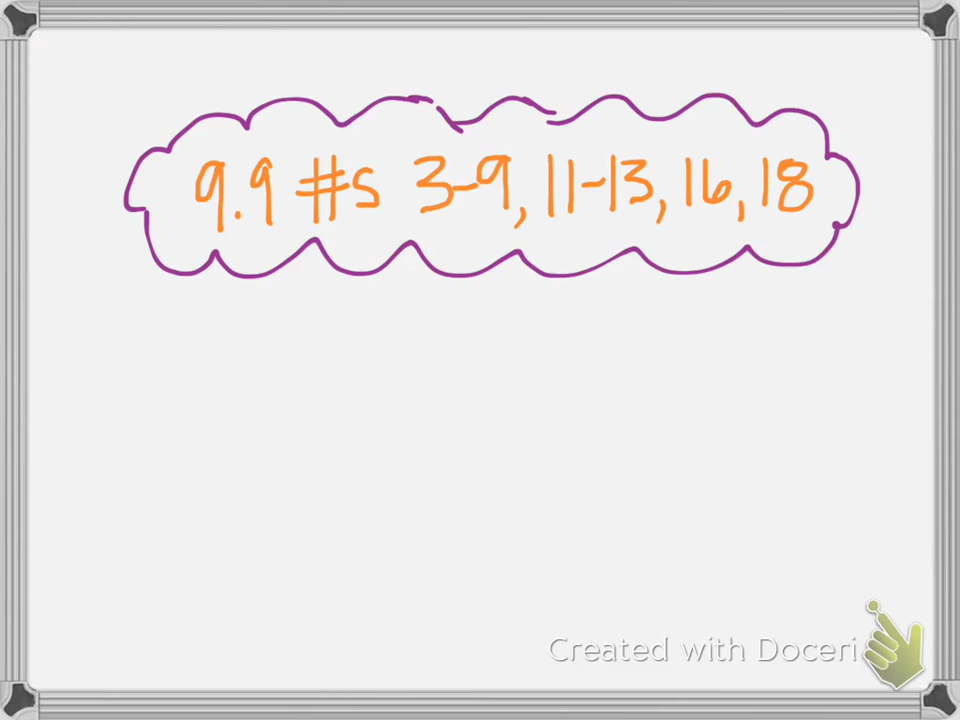 9.9 #s 3-9, 11-13, 16, 18
Created with Doceri